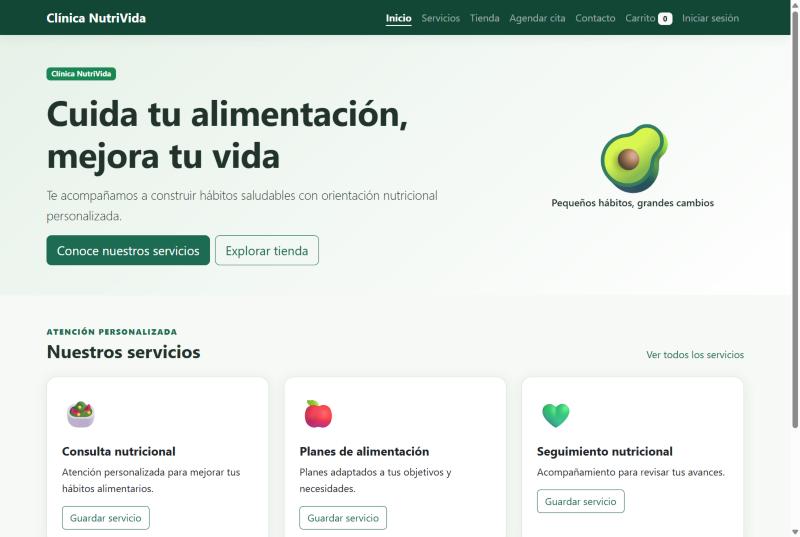 Clínica NutriVida
Inicio Servicios Tienda Agendar cita Contacto Carrito 0 Iniciar sesión
Clínica NutriVida
Cuida tu alimentación,
mejora tu vida
Te acompañamos a construir hábitos saludables con orientación nutricional
personalizada.
Conoce nuestros servicios Explorar tienda
Pequeños hábitos, grandes cambios
ATENCIÓN PERSONALIZADA
Nuestros servicios
Ver todos los servicios
Consulta nutricional
Atención personalizada para mejorar tus
hábitos alimentarios.
Guardar servicio
Planes de alimentación
Planes adaptados a tus objetivos y
necesidades.
Guardar servicio
Seguimiento nutricional
Acompañamiento para revisar tus avances.
Guardar servicio